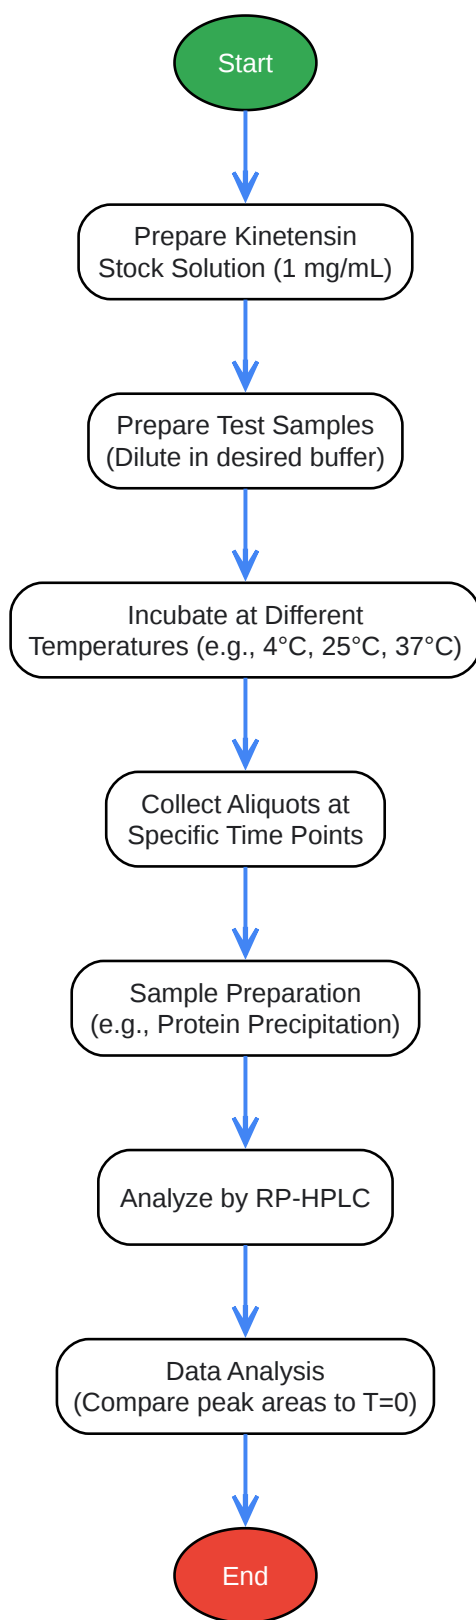 Start
Prepare Kinetensin
Stock Solution (1 mg/mL)
Prepare Test Samples
(Dilute in desired buffer)
Incubate at Different
Temperatures (e.g., 4°C, 25°C, 37°C)
Collect Aliquots at
Specific Time Points
Sample Preparation
(e.g., Protein Precipitation)
Analyze by RP-HPLC
Data Analysis
(Compare peak areas to T=0)
End